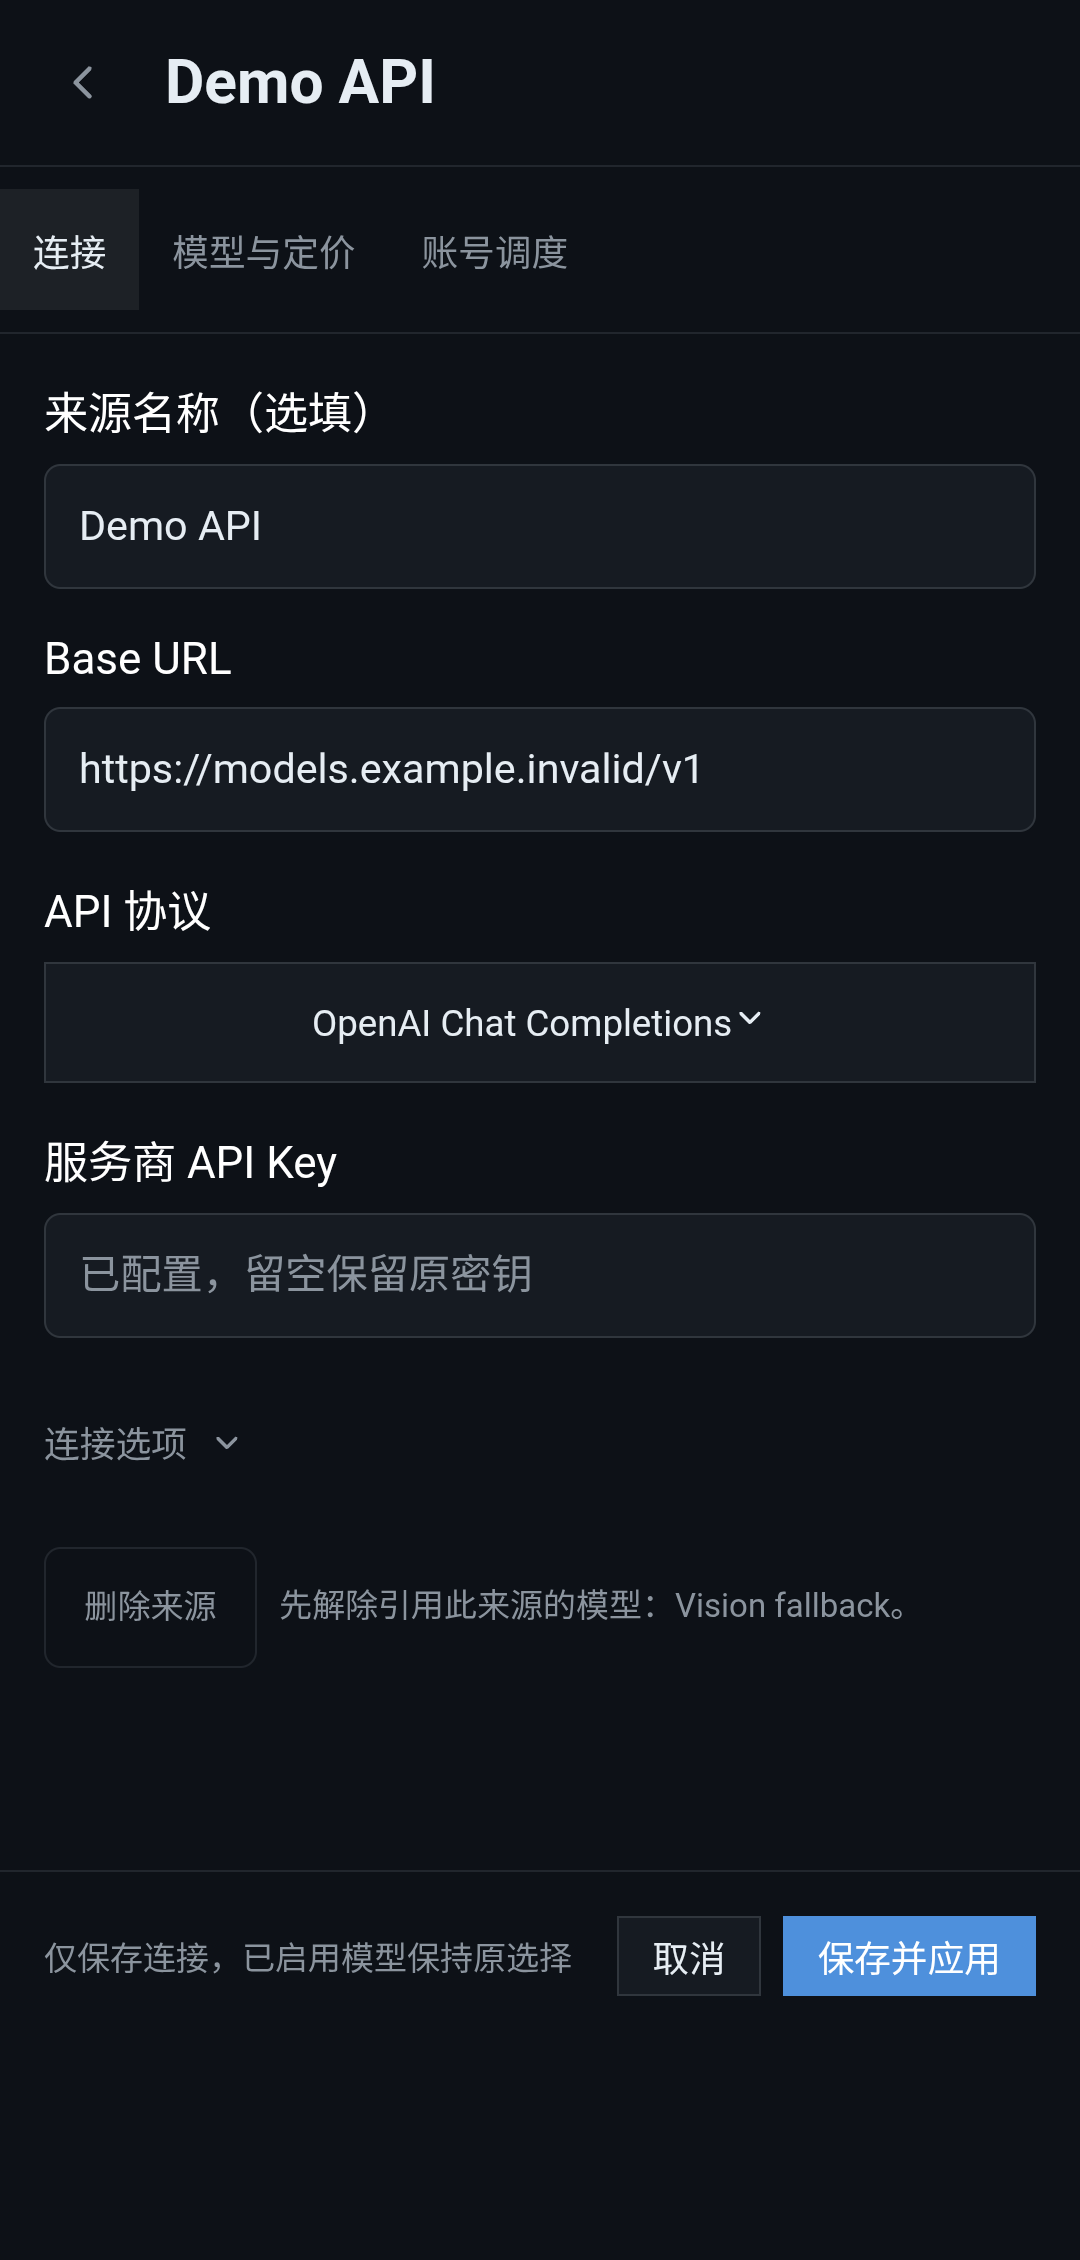 Demo API
连接 模型与定价 账号调度
来源名称（选填）
Demo API
Base URL
https://models.example.invalid/v1
API 协议
OpenAI Chat Completions
服务商 API Key
已配置，留空保留原密钥
连接选项
删除来源 先解除引用此来源的模型：Vision fallback。
仅保存连接，已启用模型保持原选择 取消 保存并应用